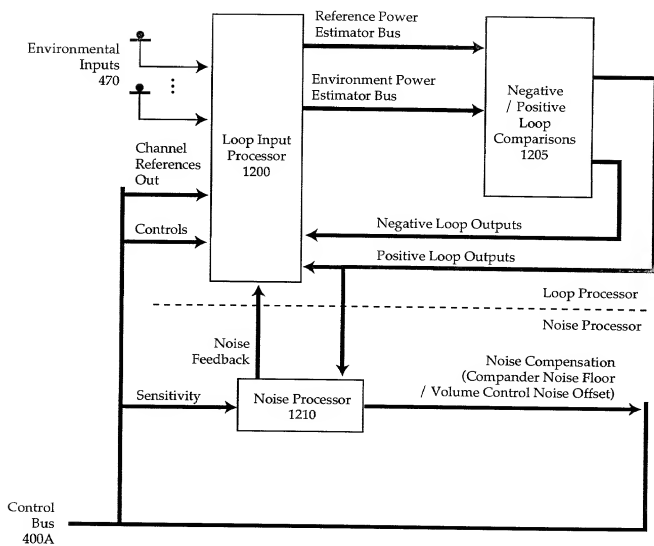 Environmental
Inputs
470
Reference Power
Estimator Bus
Environment Power
Estimator Bus
Negative
/ Positive
Loop
Comparisons
1205
Loop Input
Processor
1200
Channel
References
Out
Controls
Negative Loop Outputs
Positive Loop Outputs
Loop Processor
Noise Processor
Noise
Feedback
Noise Compensation
(Compander Noise Floor
/ Volume Control Noise Offset)
Sensitivity
Noise Processor
1210
Control
Bus
400A